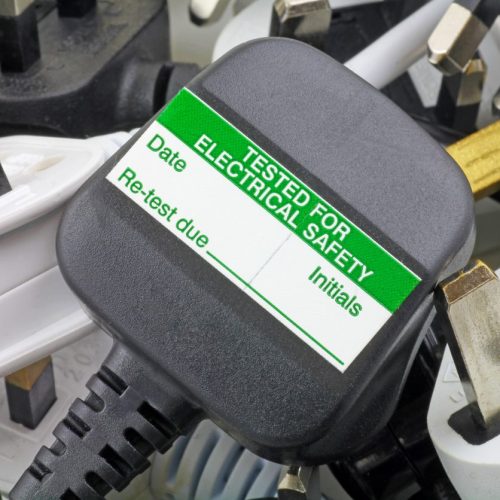 TESTED FOR
ELECTRICAL SAFETY
Date
Initials
Re-test due